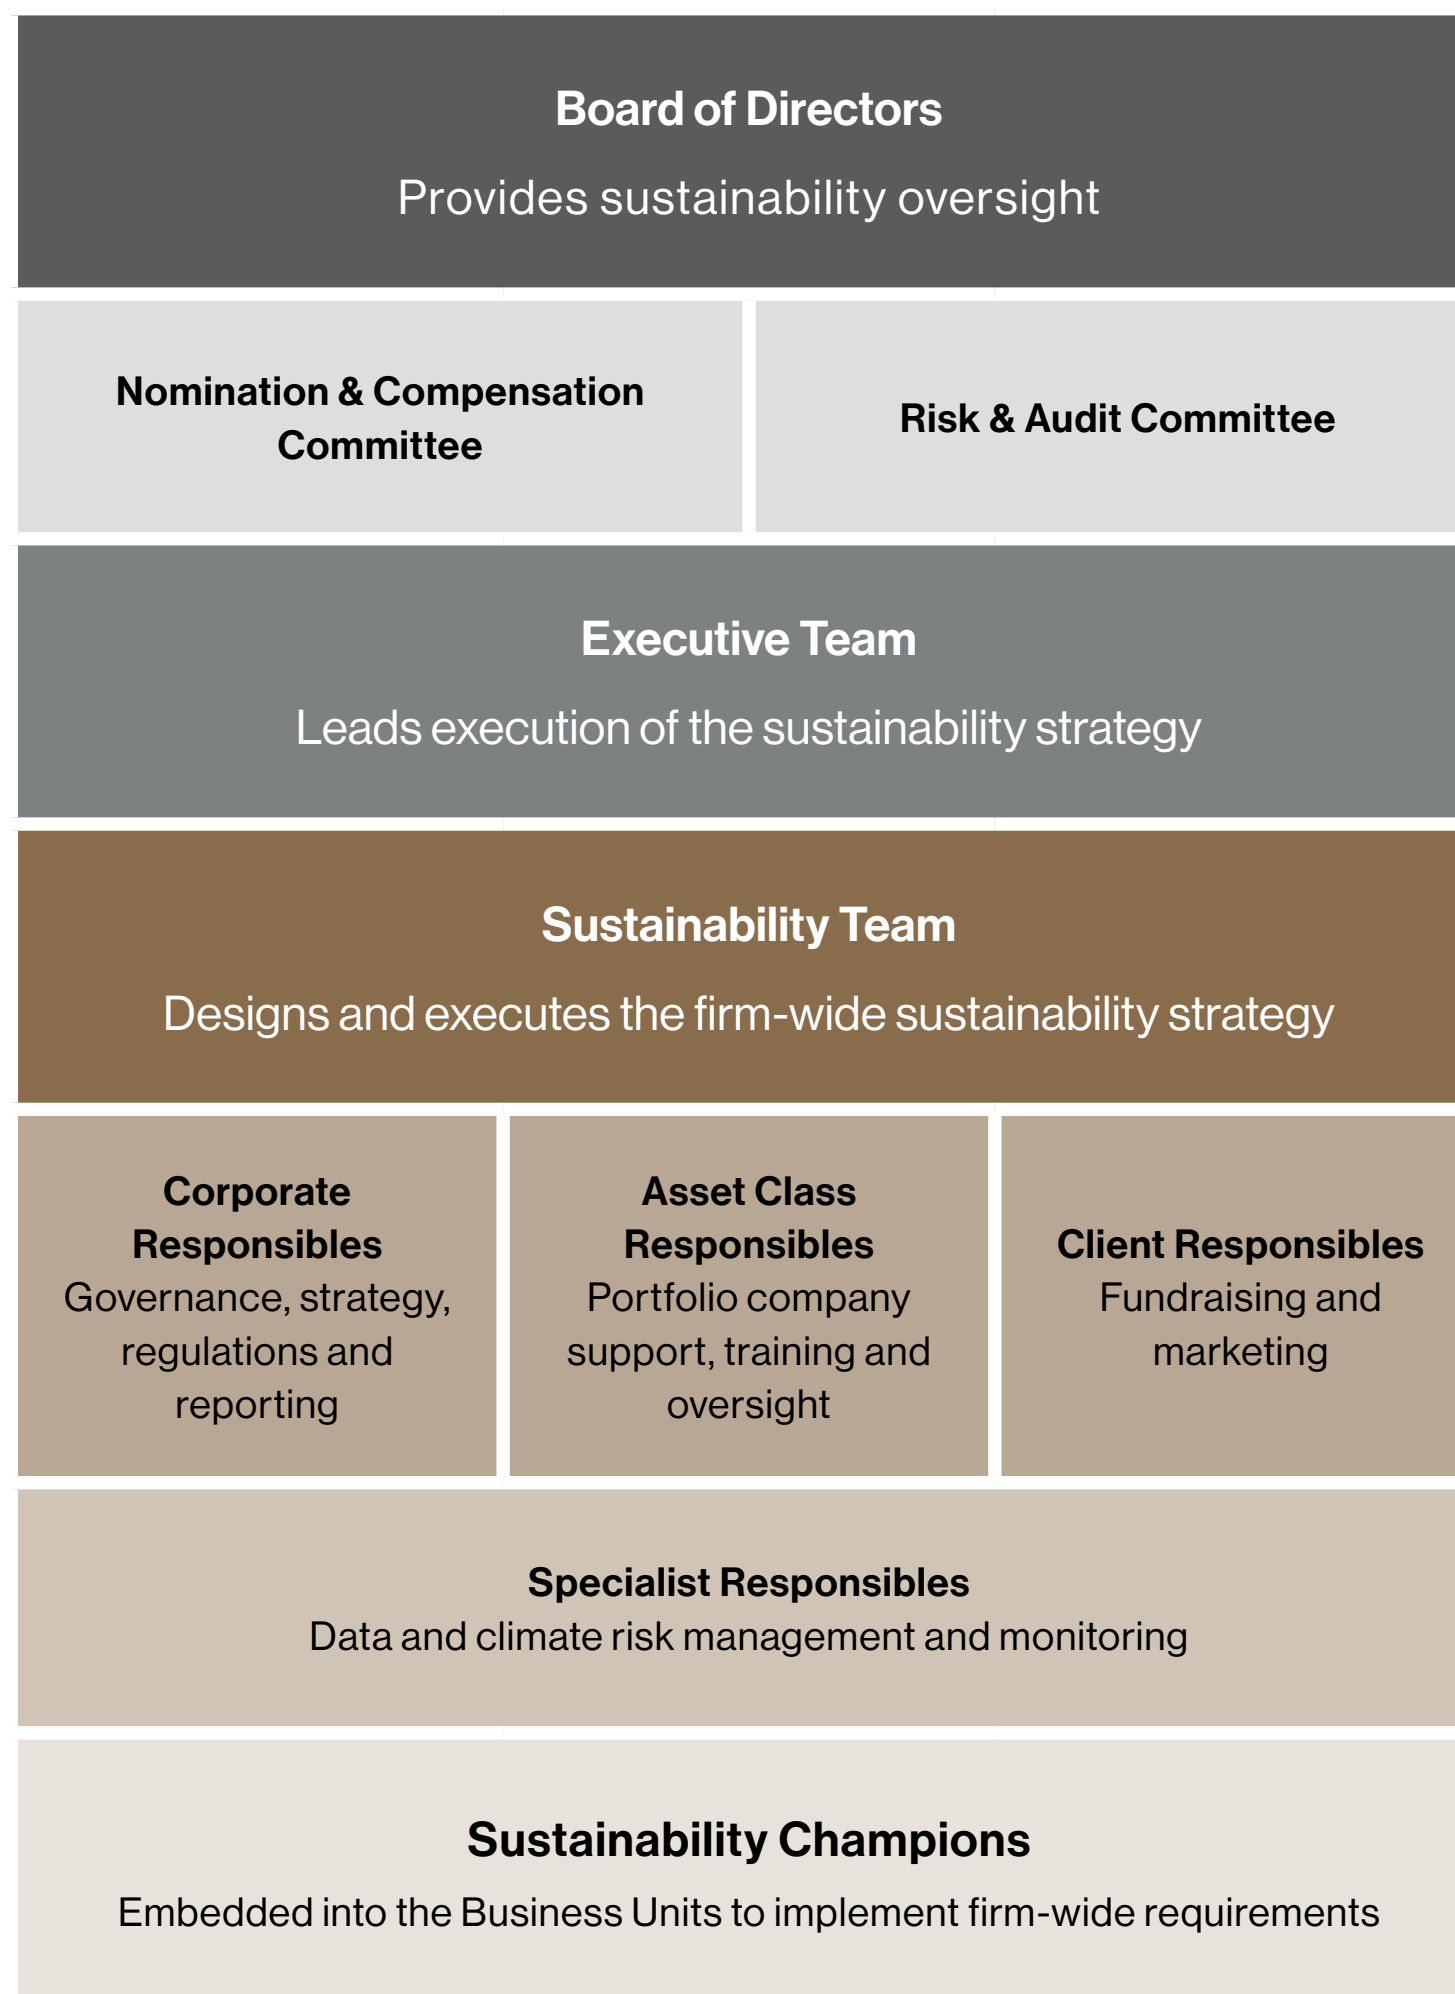 Board of Directors
Provides sustainability oversight
Nomination & Compensation
Committee
Risk & Audit Committee
Executive Team
Leads execution of the sustainability strategy
Sustainability Team
Designs and executes the firm-wide sustainability strategy
Corporate
Responsibles
Governance, strategy,
regulations and
reporting
Asset Class
Responsibles
Portfolio company
support, training and
oversight
Client Responsibles
Fundraising and
marketing
Specialist Responsibles
Data and climate risk management and monitoring
Sustainability Champions
Embedded into the Business Units to implement firm-wide requirements